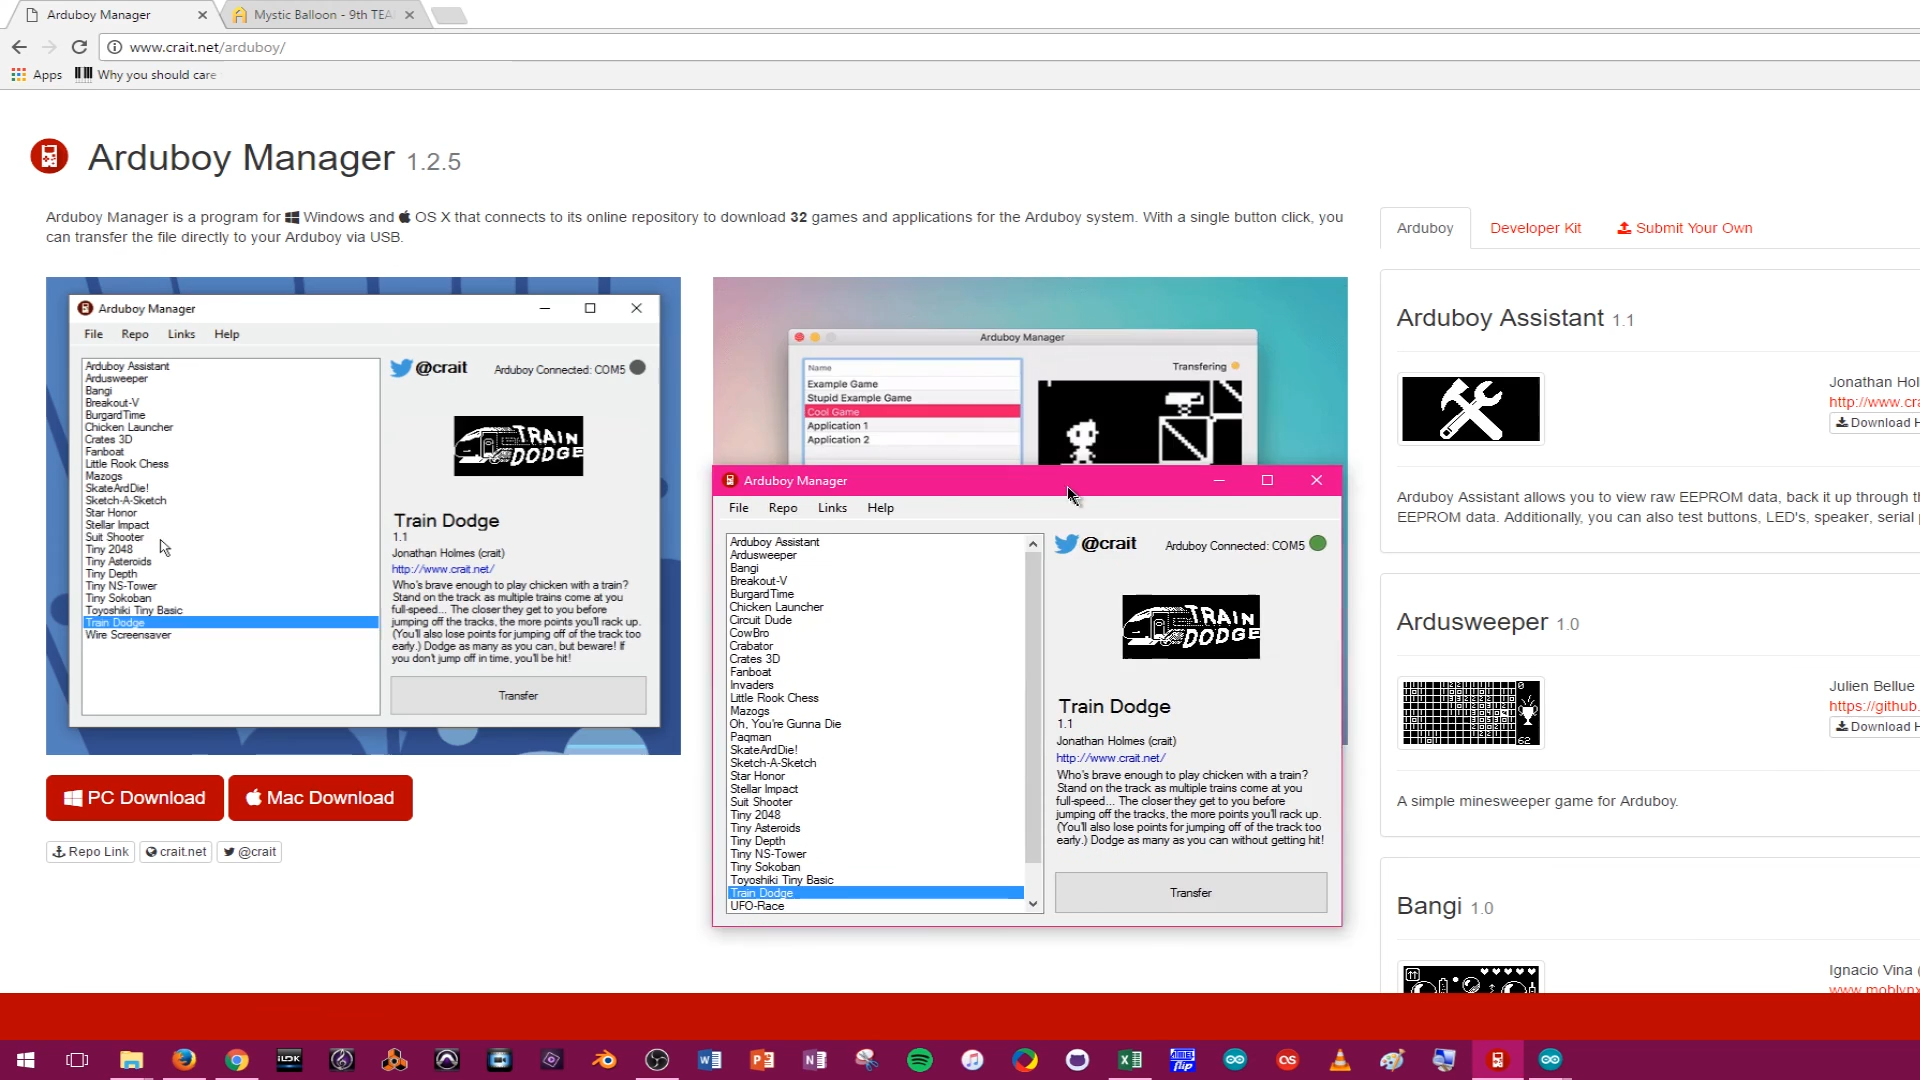 Arduboy Manager
Mystic Balloon - 9th TEA
www.crait.net/arduboy/
Apps
Why you should care
Arduboy Manager 1.2.5
Arduboy Manager is a program for Windows and OS X that connects to its online repository to download 32 games and applications for the Arduboy system. With a single button click, you
can transfer the file directly to your Arduboy via USB.
Arduboy Manager
File Repo Links Help
Arduboy Assistant
Ardusweeper
Bangi
Breakout-V
BurgardTime
Chicken Launcher
Crates 3D
Fanboat
Little Rook Chess
Mazogs
SkateArdDie!
Sketch-A-Sketch
Star Honor
Stellar Impact
Suit Shooter
Tiny 2048
Tiny Asteroids
Tiny Depth
Tiny NS-Tower
Tiny Sokoban
Toyoshiki Tiny Basic
Train Dodge
Wire Screensaver
@crait
Arduboy Connected: COM5
TRAIN
DODGE
Train Dodge
1.1
Jonathan Holmes (crait)
http://www.crait.net/
Who's brave enough to play chicken with a train?
Stand on the track as multiple trains come at you
full-speed... The closer they get to you before
jumping off the tracks, the more points you'll rack up.
(You'll also lose points for jumping off of the track too
early.) Dodge as many as you can, but beware! If
you don't jump off in time, you'll be hit!
Transfer
PC Download
Mac Download
Repo Link
crait.net
@crait
Arduboy Manager
Name
Example Game
Stupid Example Game
Cool Game
Application 1
Application 2
Transfering
Arduboy Manager
File Repo Links Help
Arduboy Assistant
Ardusweeper
Bangi
Breakout-V
BurgardTime
Chicken Launcher
Circuit Dude
CowBro
Crabator
Crates 3D
Fanboat
Invaders
Little Rook Chess
Mazogs
Oh, You're Gunna Die
Paqman
SkateArdDie!
Sketch-A-Sketch
Star Honor
Stellar Impact
Suit Shooter
Tiny 2048
Tiny Asteroids
Tiny Depth
Tiny NS-Tower
Tiny Sokoban
Toyoshiki Tiny Basic
Train Dodge
UFO-Race
@crait
Arduboy Connected: COM5
TRAIN
DODGE
Train Dodge
1.1
Jonathan Holmes (crait)
http://www.crait.net/
Who's brave enough to play chicken with a train?
Stand on the track as multiple trains come at you
full-speed... The closer they get to you before
jumping off the tracks, the more points you'll rack up.
(You'll also lose points for jumping off of the track too
early.) Dodge as many as you can without getting hit!
Transfer
Arduboy
Developer Kit
Submit Your Own
Arduboy Assistant 1.1
Jonathan Hol
http://www.cra
Download H
Arduboy Assistant allows you to view raw EEPROM data, back it up through t
EEPROM data. Additionally, you can also test buttons, LED's, speaker, serial
Ardusweeper 1.0
62
Julien Bellue
https://github.
Download H
A simple minesweeper game for Arduboy.
Bangi 1.0
Ignacio Vina (
www.moblynx